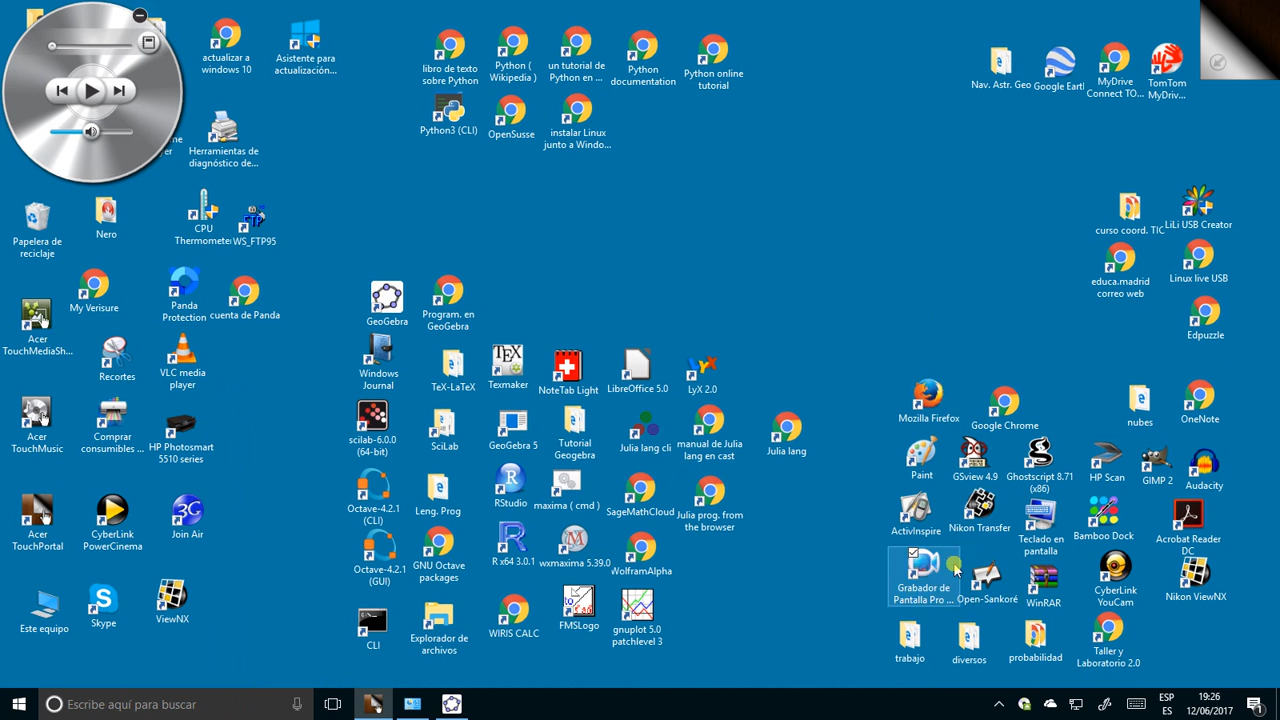 actualizar a
windows 10
Asistente para
actualización...
libro de texto
sobre Python
Python (
Wikipedia )
un tutorial de
Python en ...
Python
documentation
Python online
tutorial
Nav. Astr. Geo
Google Earth
MyDrive
Connect TO...
TomTom
MyDriv...
Herramientas de
diagnóstico de...
Python3 (CLI)
OpenSusse
instalar Linux
junto a Windo...
Papelera de
reciclaje
Nero
CPU
Thermometer
WS_FTP95
FTP
curso coord. TIC
LiLi USB Creator
My Verisure
Panda
Protection
cuenta de Panda
GeoGebra
Program. en
GeoGebra
educa.madrid
correo web
Linux live USB
Acer
TouchMediaSh...
Recortes
VLC media
player
Windows
Journal
TeX-LaTeX
TEX
Texmaker
NoteTab Light
LibreOffice 5.0
LyX 2.0
Edpuzzle
Acer
TouchMusic
Comprar
consumibles ...
HP Photosmart
5510 series
scilab-6.0.0
(64-bit)
SciLab
GeoGebra 5
Tutorial
Geogebra
Julia lang cli
manual de Julia
lang en cast
Julia lang
Mozilla Firefox
Google Chrome
nubes
OneNote
Paint
GSview 4.9
Ghostscript 8.71
(x86)
HP Scan
GIMP 2
Audacity
Acer
TouchPortal
CyberLink
PowerCinema
3G
Join Air
Octave-4.2.1
(CLI)
Leng. Prog
RStudio
maxima ( cmd )
SageMathCloud
Julia prog. from
the browser
ActivInspire
Nikon Transfer
Teclado en
pantalla
Bamboo Dock
Acrobat Reader
DC
Octave-4.2.1
(GUI)
GNU Octave
packages
R x64 3.0.1
wxmaxima 5.39.0
WolframAlpha
Grabador de
Pantalla Pro ...
Open-Sankoré
WinRAR
CyberLink
YouCam
Nikon ViewNX
Este equipo
Skype
ViewNX
CLI
Explorador de
archivos
WIRIS CALC
FMSLogo
gnuplot 5.0
patchlevel 3
trabajo
diversos
probabilidad
Taller y
Laboratorio 2.0
Escribe aquí para buscar
ESP
ES
19:26
12/06/2017
1